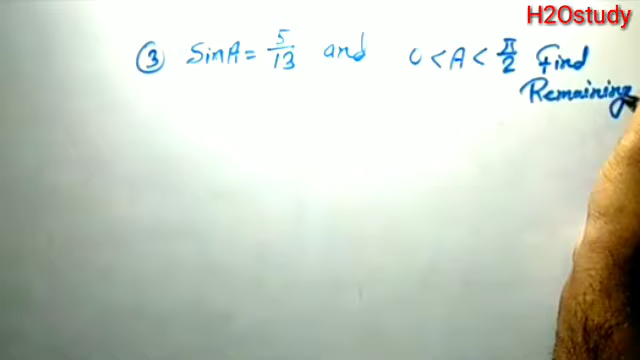 H2Ostudy
③ SinA = 5/13 and 0 < A < π/2 Find
Remaining